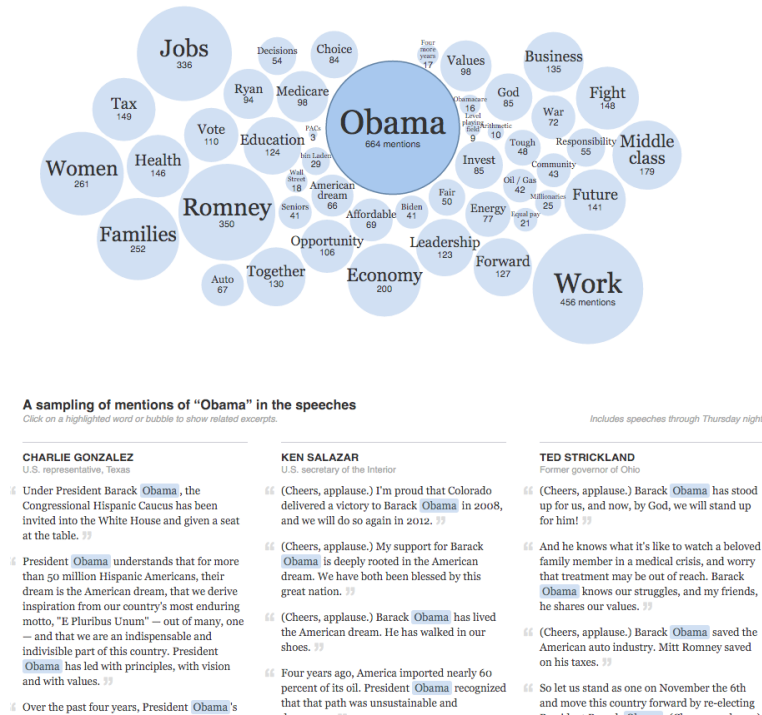 Jobs
336
Decisions
54
Choice
84
Four
more
years
17
Values
98
Business
135
Tax
149
Ryan
94
Medicare
98
Obama
664 mentions
Obamacare
16
God
85
Fight
148
War
72
Vote
110
Education
124
PACs
3
Level
playing
field
9
Arithmetic
10
Tough
48
Responsibility
55
Middle
class
179
Women
261
Health
146
bin Laden
29
Invest
85
Community
43
Wall
Street
18
American
dream
66
Oil / Gas
42
Millionaires
25
Future
141
Romney
350
Seniors
41
Affordable
69
Biden
41
Fair
50
Energy
77
Equal pay
21
Families
252
Opportunity
106
Leadership
123
Forward
127
Auto
67
Together
130
Economy
200
Work
456 mentions
A sampling of mentions of “Obama” in the speeches
Click on a highlighted word or bubble to show related excerpts.
Includes speeches through Thursday night
CHARLIE GONZALEZ
U.S. representative, Texas
“ Under President Barack Obama, the
Congressional Hispanic Caucus has been
invited into the White House and given a seat
at the table. ”
“ President Obama understands that for more
than 50 million Hispanic Americans, their
dream is the American dream, that we derive
inspiration from our country's most enduring
motto, "E Pluribus Unum" — out of many, one
— and that we are an indispensable and
indivisible part of this country. President
Obama has led with principles, with vision
and with values. ”
“ Over the past four years, President Obama's
KEN SALAZAR
U.S. secretary of the Interior
“ (Cheers, applause.) I'm proud that Colorado
delivered a victory to Barack Obama in 2008,
and we will do so again in 2012. ”
“ (Cheers, applause.) My support for Barack
Obama is deeply rooted in the American
dream. We have both been blessed by this
great nation. ”
“ (Cheers, applause.) Barack Obama has lived
the American dream. He has walked in our
shoes. ”
“ Four years ago, America imported nearly 60
percent of its oil. President Obama recognized
that that path was unsustainable and
TED STRICKLAND
Former governor of Ohio
“ (Cheers, applause.) Barack Obama has stood
up for us, and now, by God, we will stand up
for him! ”
“ And he knows what it's like to watch a beloved
family member in a medical crisis, and worry
that treatment may be out of reach. Barack
Obama knows our struggles, and my friends,
he shares our values. ”
“ (Cheers, applause.) Barack Obama saved the
American auto industry. Mitt Romney saved
on his taxes. ”
“ So let us stand as one on November the 6th
and move this country forward by re-electing